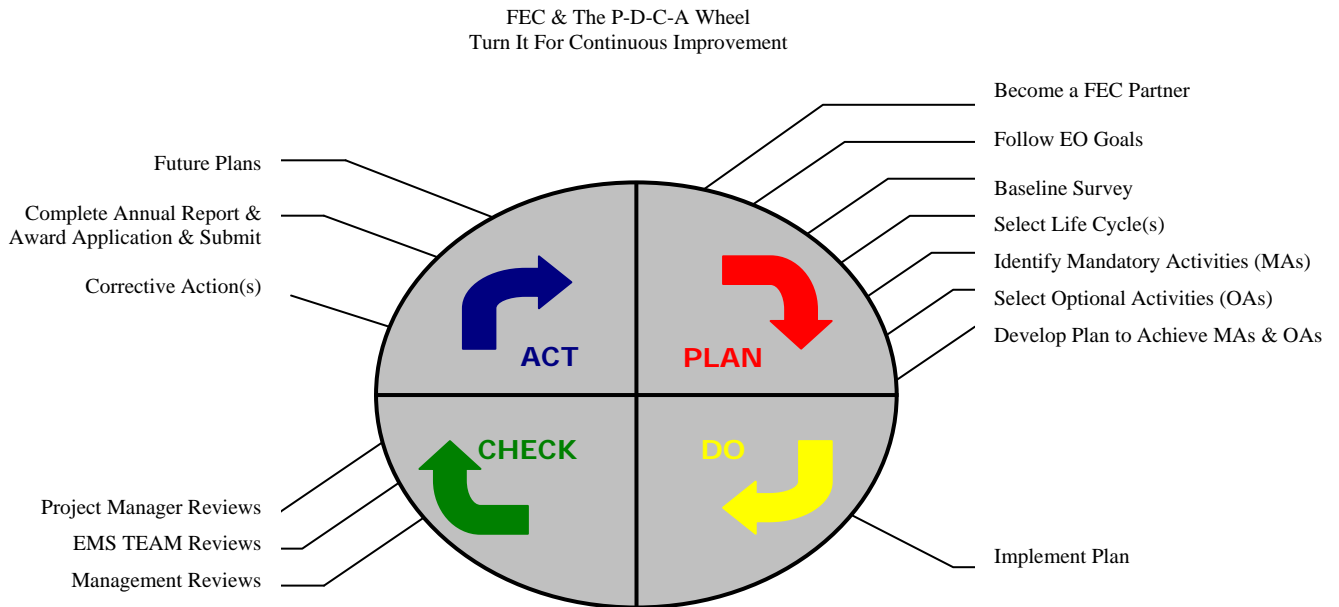 FEC & The P-D-C-A Wheel
Turn It For Continuous Improvement
Become a FEC Partner
Follow EO Goals
Baseline Survey
Select Life Cycle(s)
Identify Mandatory Activities (MAs)
Select Optional Activities (OAs)
Develop Plan to Achieve MAs & OAs
Future Plans
Complete Annual Report &
Award Application & Submit
Corrective Action(s)
ACT
PLAN
CHECK
DO
Project Manager Reviews
EMS TEAM Reviews
Management Reviews
Implement Plan